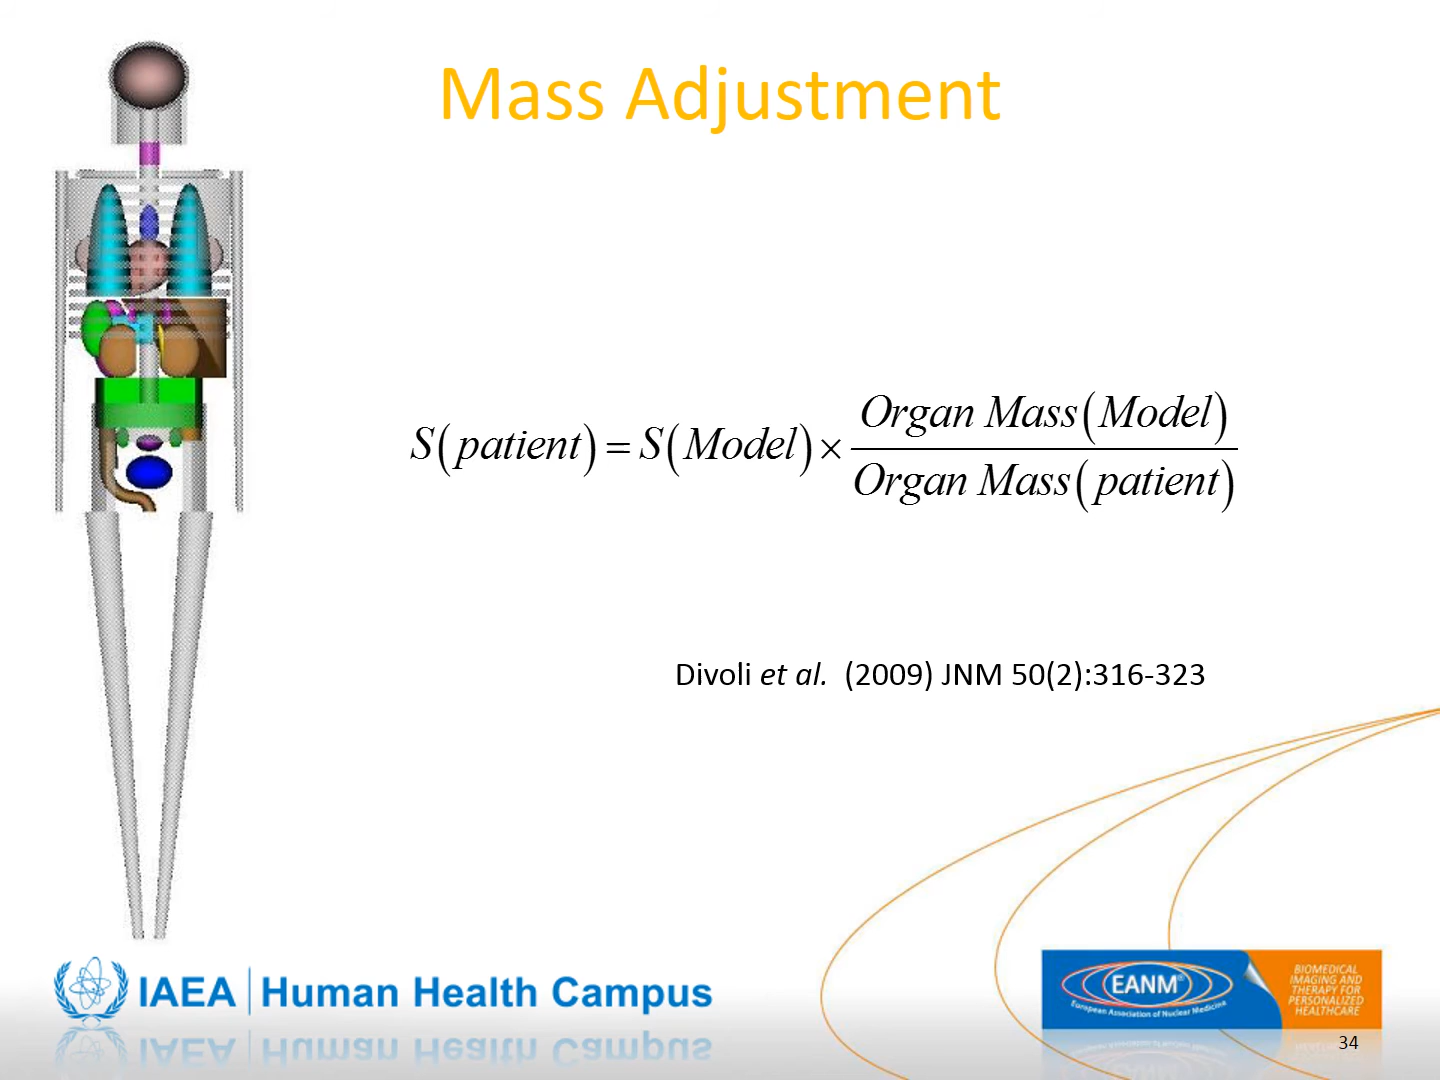 Mass Adjustment
S(patient) = S(Model) × Organ Mass(Model) / Organ Mass(patient)
Divoli et al. (2009) JNM 50(2):316-323
IAEA | Human Health Campus
EANM®
European Association of Nuclear Medicine
BIOMEDICAL
IMAGING AND
THERAPY FOR
PERSONALIZED
HEALTHCARE
34